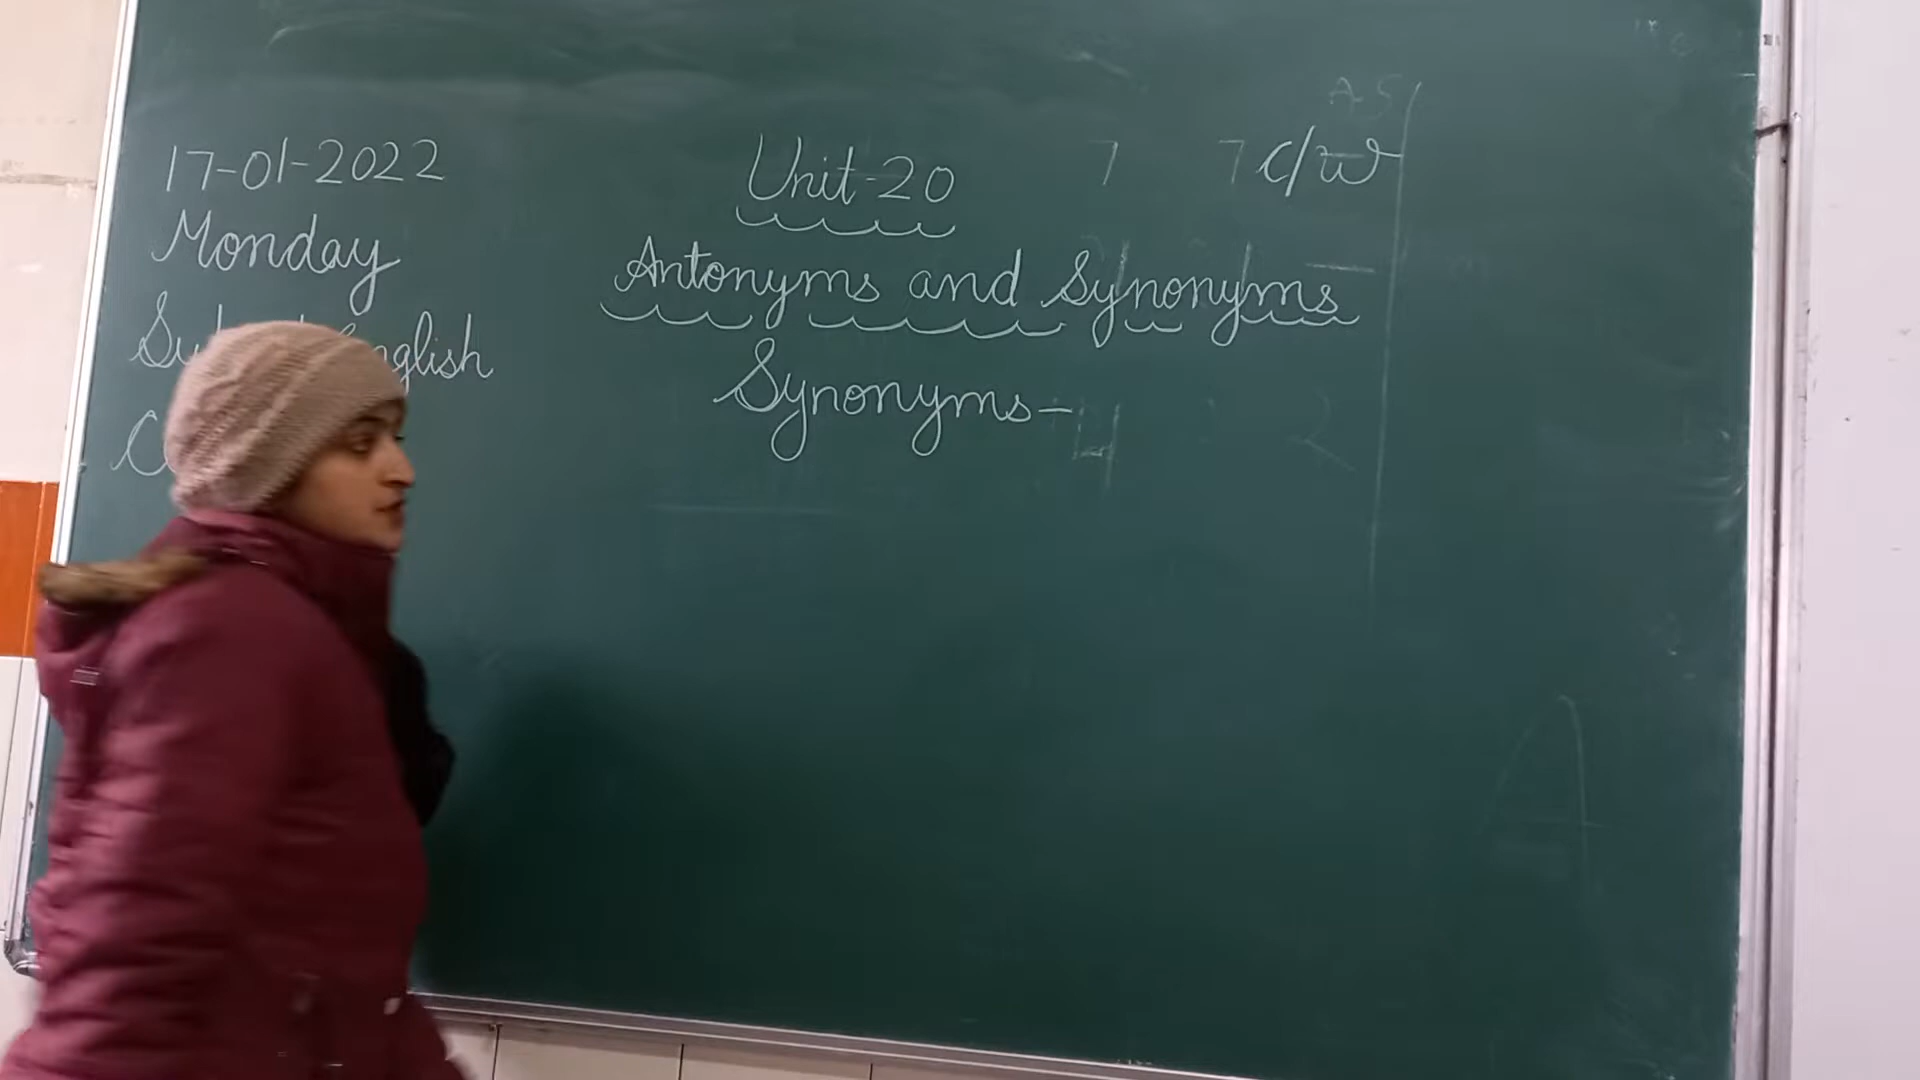 17-01-2022
Monday
Unit-20
c/w
Antonyms and Synonyms
Synonyms-